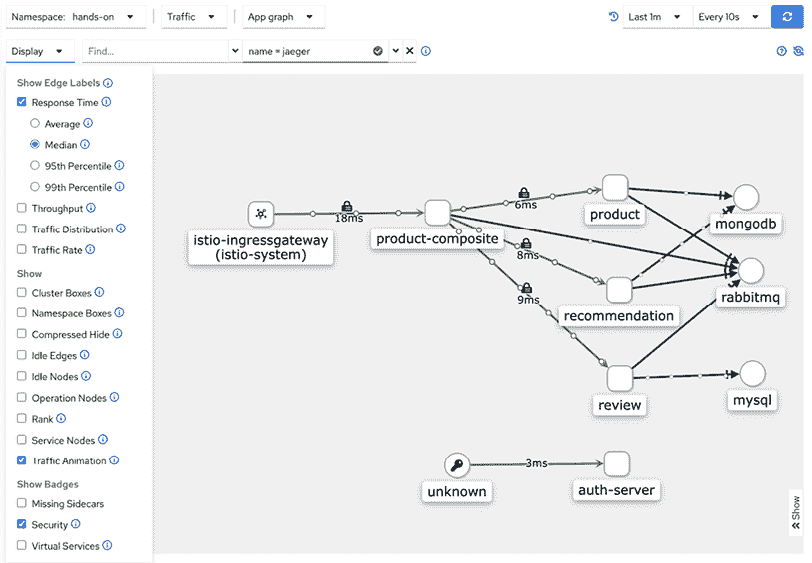 Namespace: hands-on
Traffic
App graph
Last 1m
Every 10s
Display
Find...
name = jaeger
Show Edge Labels
Response Time
Average
Median
95th Percentile
99th Percentile
Throughput
Traffic Distribution
Traffic Rate
Show
Cluster Boxes
Namespace Boxes
Compressed Hide
Idle Edges
Idle Nodes
Operation Nodes
Rank
Service Nodes
Traffic Animation
Show Badges
Missing Sidecars
Security
Virtual Services
istio-ingressgateway
(istio-system)
18ms
product-composite
6ms
8ms
9ms
product
recommendation
review
mongodb
rabbitmq
mysql
unknown
3ms
auth-server
Show